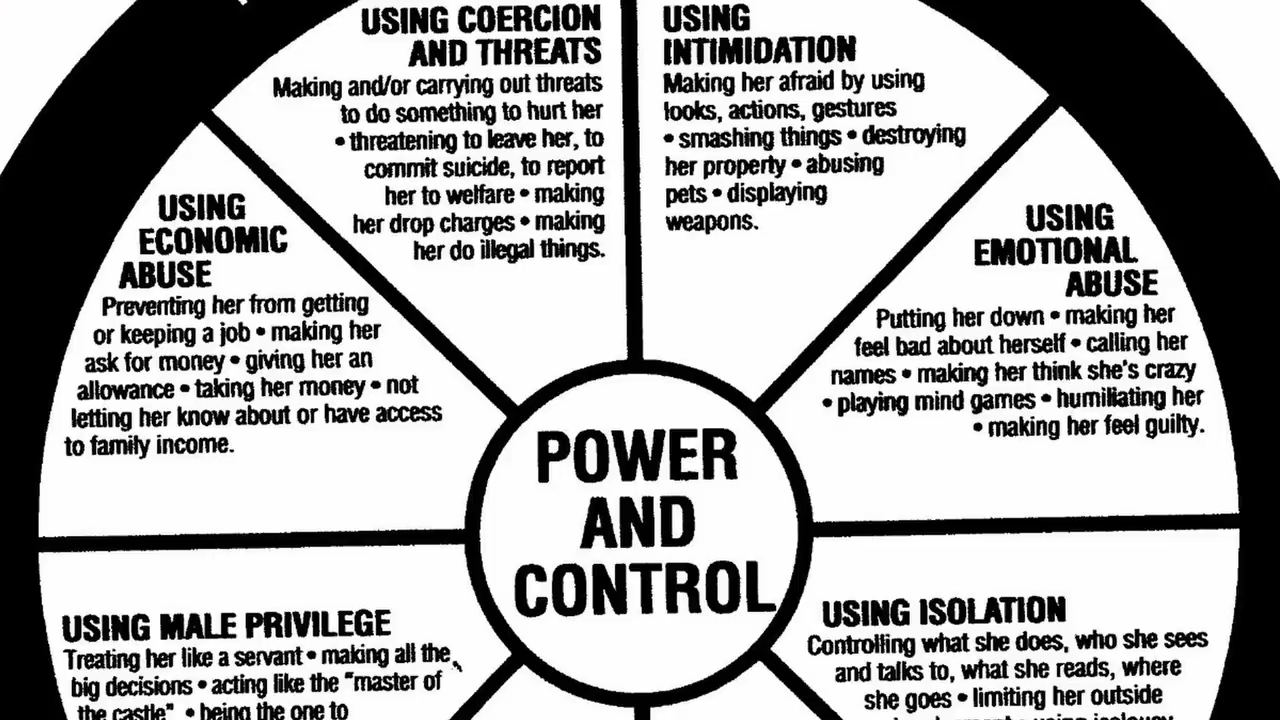 USING COERCION
AND THREATS
Making and/or carrying out threats
to do something to hurt her
• threatening to leave her, to
commit suicide, to report
her to welfare • making
her drop charges • making
her do illegal things.
USING
INTIMIDATION
Making her afraid by using
looks, actions, gestures
• smashing things • destroying
her property • abusing
pets • displaying
weapons.
USING
EMOTIONAL
ABUSE
Putting her down • making her
feel bad about herself • calling her
names • making her think she's crazy
• playing mind games • humiliating her
• making her feel guilty.
USING ISOLATION
Controlling what she does, who she sees
and talks to, what she reads, where
she goes • limiting her outside
• using jealousy
USING MALE PRIVILEGE
Treating her like a servant • making all the
big decisions • acting like the "master of
the castle" • being the one to
USING
ECONOMIC
ABUSE
Preventing her from getting
or keeping a job • making her
ask for money • giving her an
allowance • taking her money • not
letting her know about or have access
to family income.
POWER
AND
CONTROL